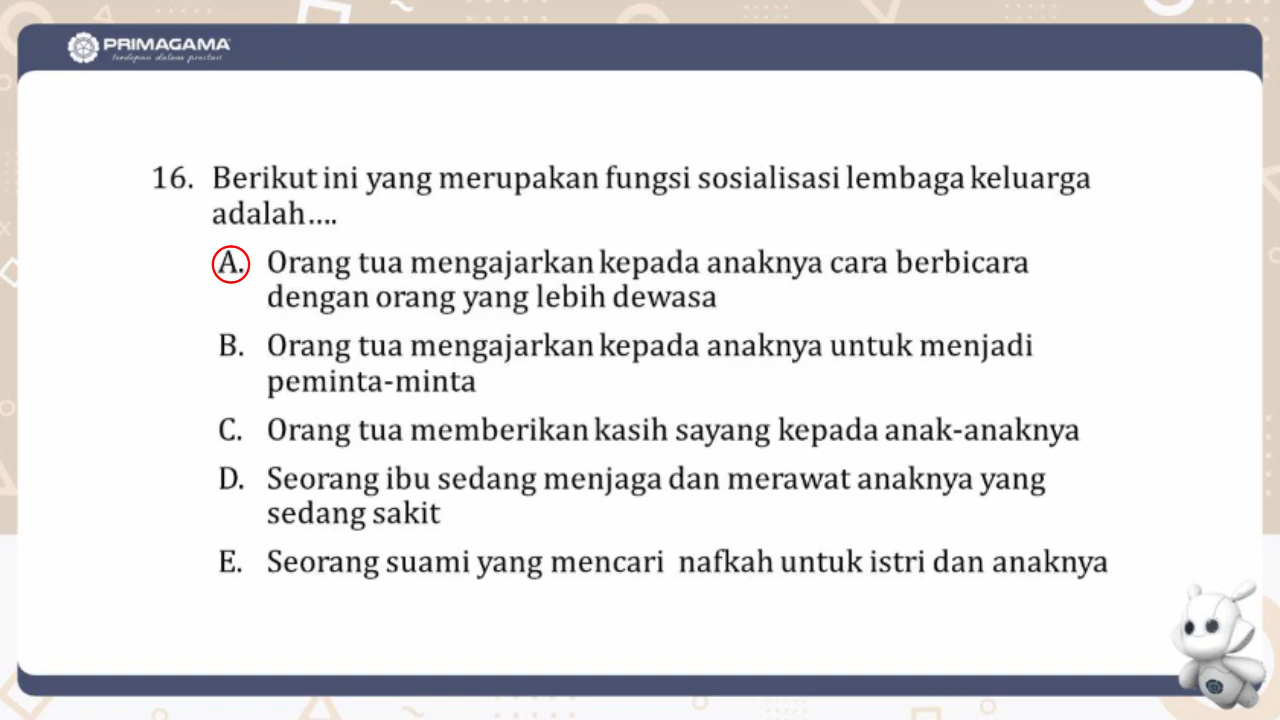 PRIMAGAMA
terdepan dalam prestasi
16. Berikut ini yang merupakan fungsi sosialisasi lembaga keluarga
adalah....
A. Orang tua mengajarkan kepada anaknya cara berbicara
dengan orang yang lebih dewasa
B. Orang tua mengajarkan kepada anaknya untuk menjadi
peminta-minta
C. Orang tua memberikan kasih sayang kepada anak-anaknya
D. Seorang ibu sedang menjaga dan merawat anaknya yang
sedang sakit
E. Seorang suami yang mencari nafkah untuk istri dan anaknya